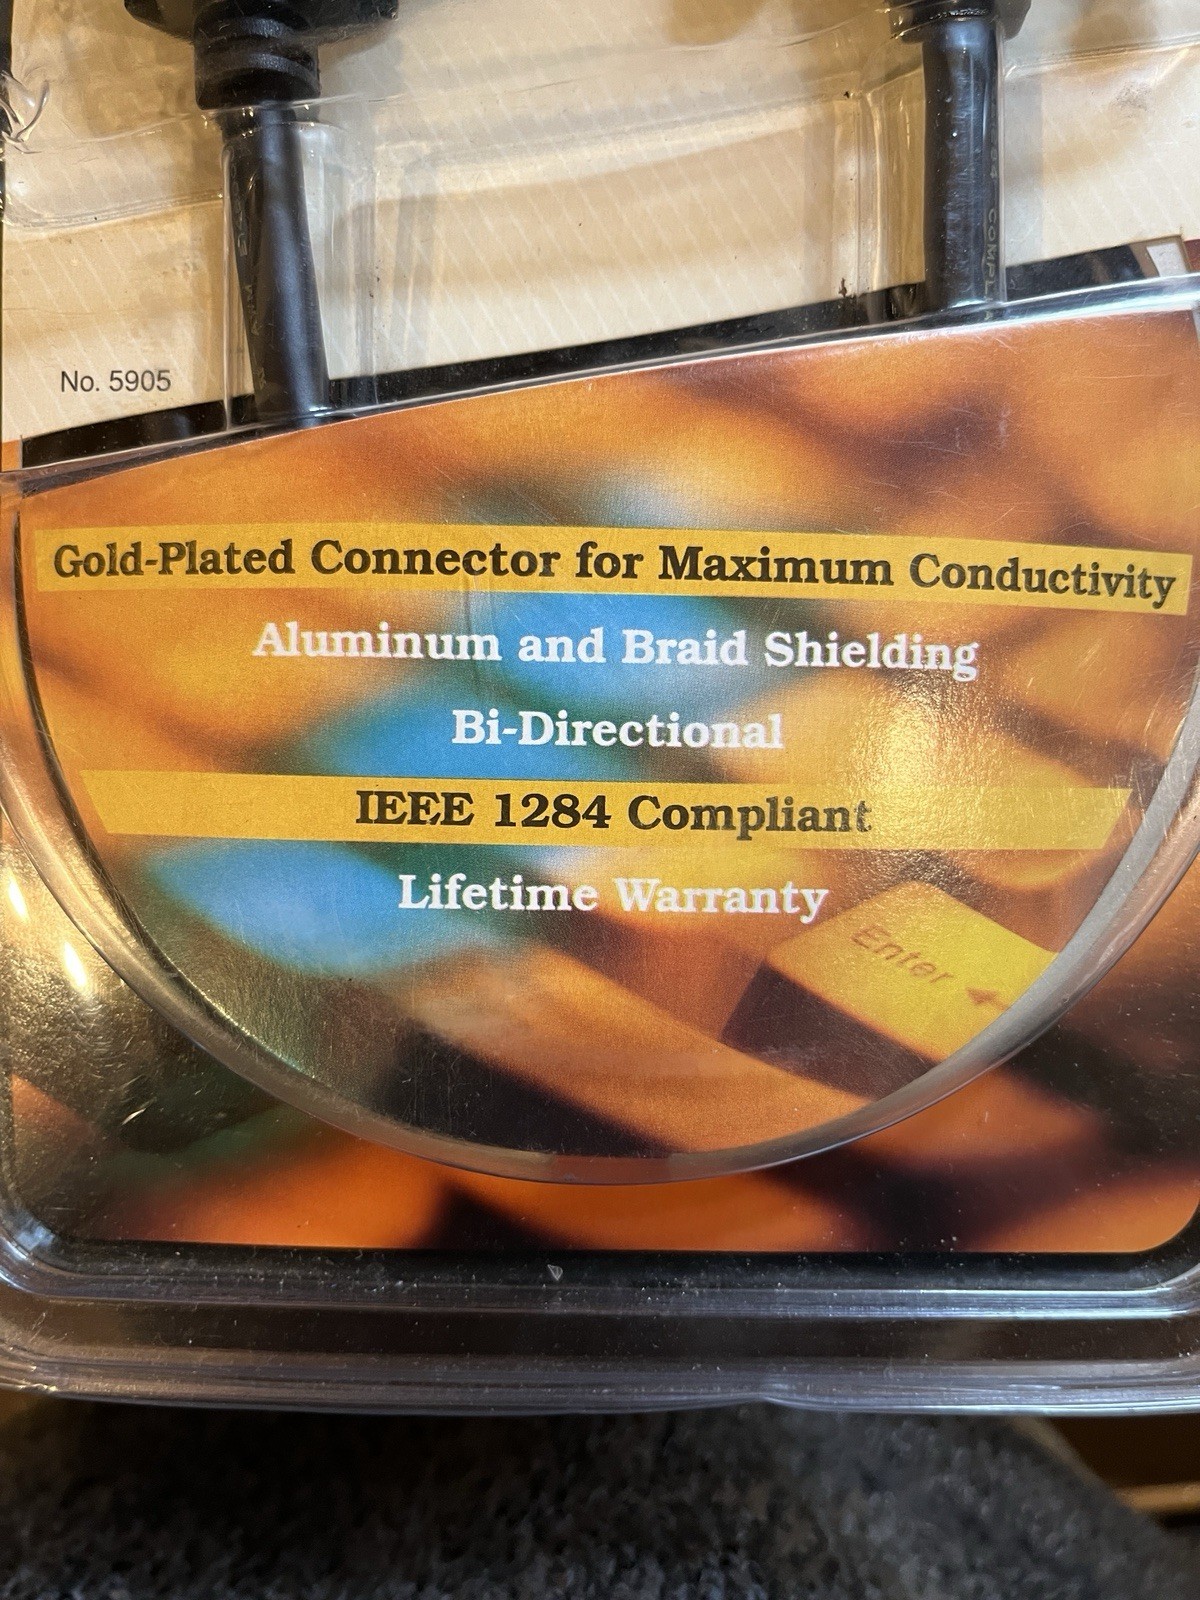 No. 5905
COMPL
Gold-Plated Connector for Maximum Conductivity
Aluminum and Braid Shielding
Bi-Directional
IEEE 1284 Compliant
Lifetime Warranty
Enter